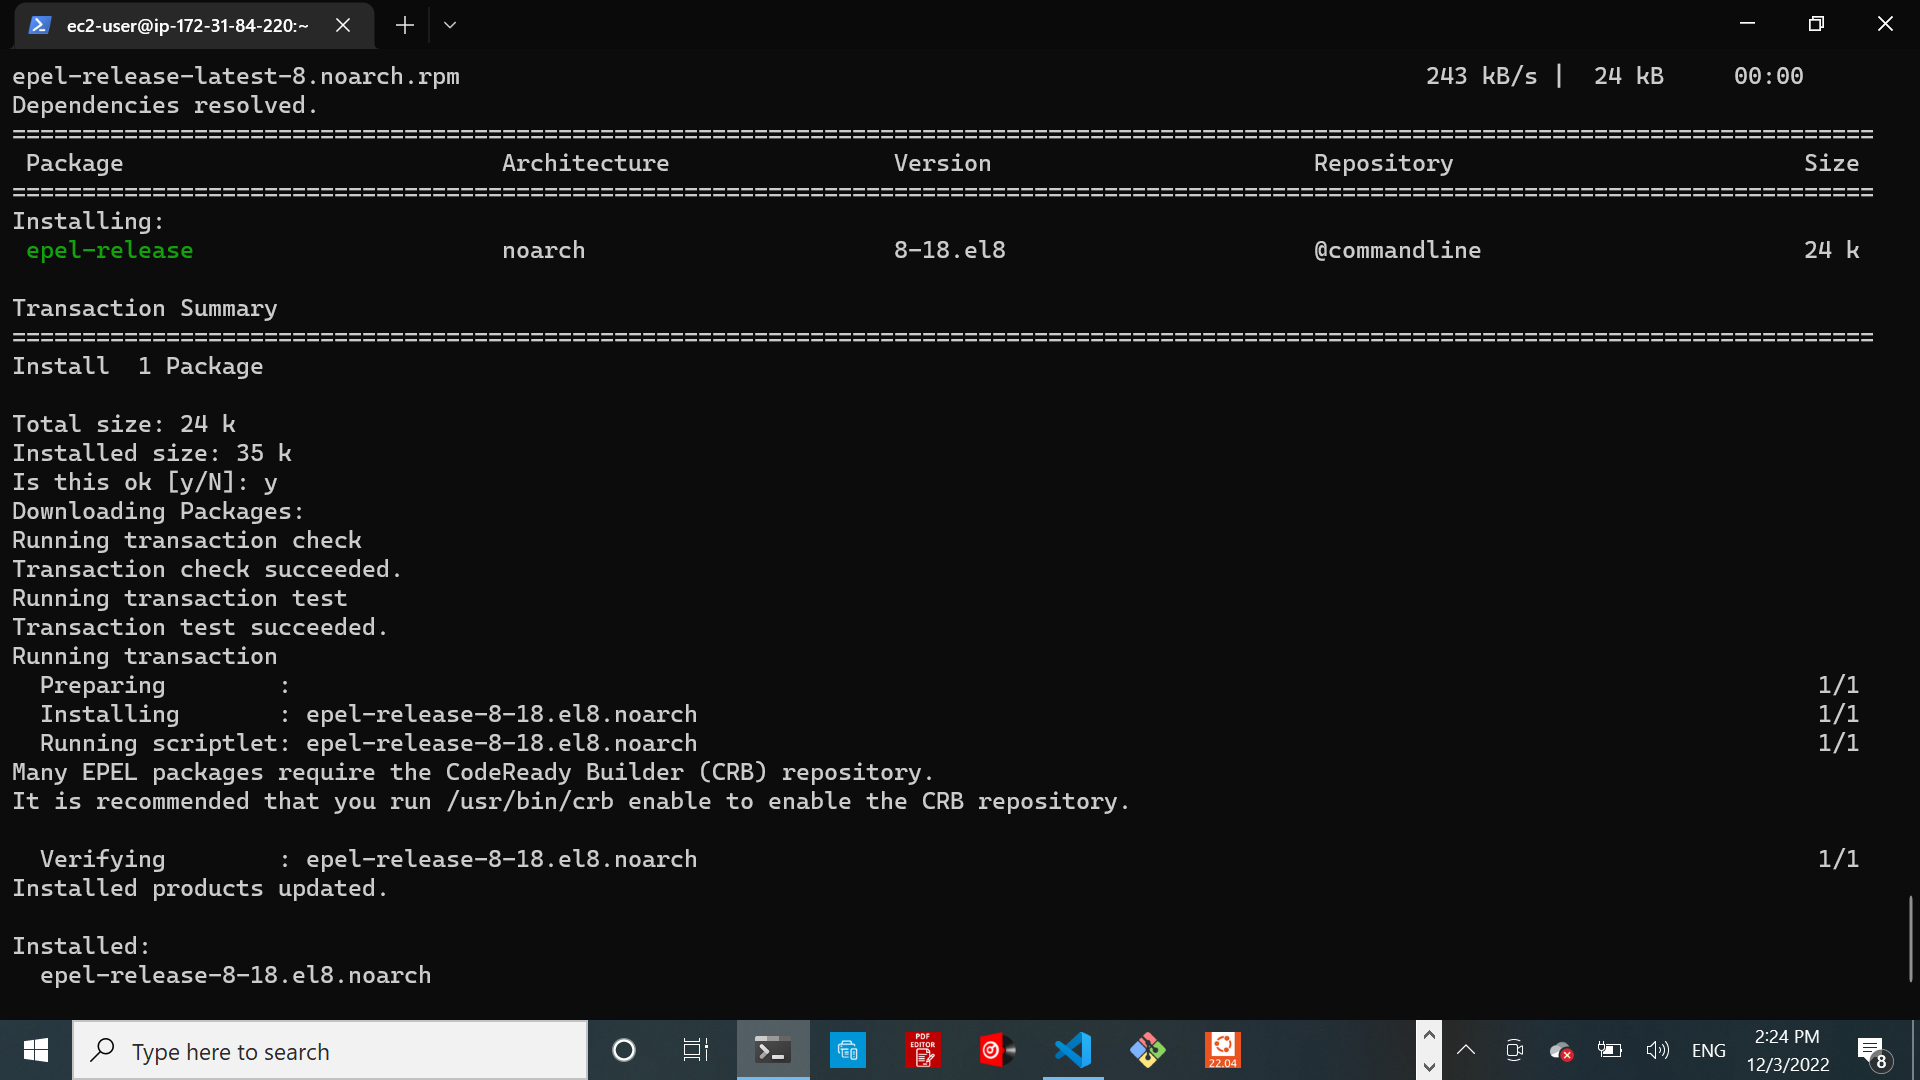 ec2-user@ip-172-31-84-220:~
epel-release-latest-8.noarch.rpm 243 kB/s | 24 kB 00:00
Dependencies resolved.
=====================================================================================================================================
Package Architecture Version Repository Size
=====================================================================================================================================
Installing:
epel-release noarch 8-18.el8 @commandline 24 k
Transaction Summary
=====================================================================================================================================
Install 1 Package
Total size: 24 k
Installed size: 35 k
Is this ok [y/N]: y
Downloading Packages:
Running transaction check
Transaction check succeeded.
Running transaction test
Transaction test succeeded.
Running transaction
Preparing : 1/1
Installing : epel-release-8-18.el8.noarch 1/1
Running scriptlet: epel-release-8-18.el8.noarch 1/1
Many EPEL packages require the CodeReady Builder (CRB) repository.
It is recommended that you run /usr/bin/crb enable to enable the CRB repository.
Verifying : epel-release-8-18.el8.noarch 1/1
Installed products updated.
Installed:
epel-release-8-18.el8.noarch
Type here to search
PDF
EDITOR
22.04
ENG
2:24 PM
12/3/2022
8